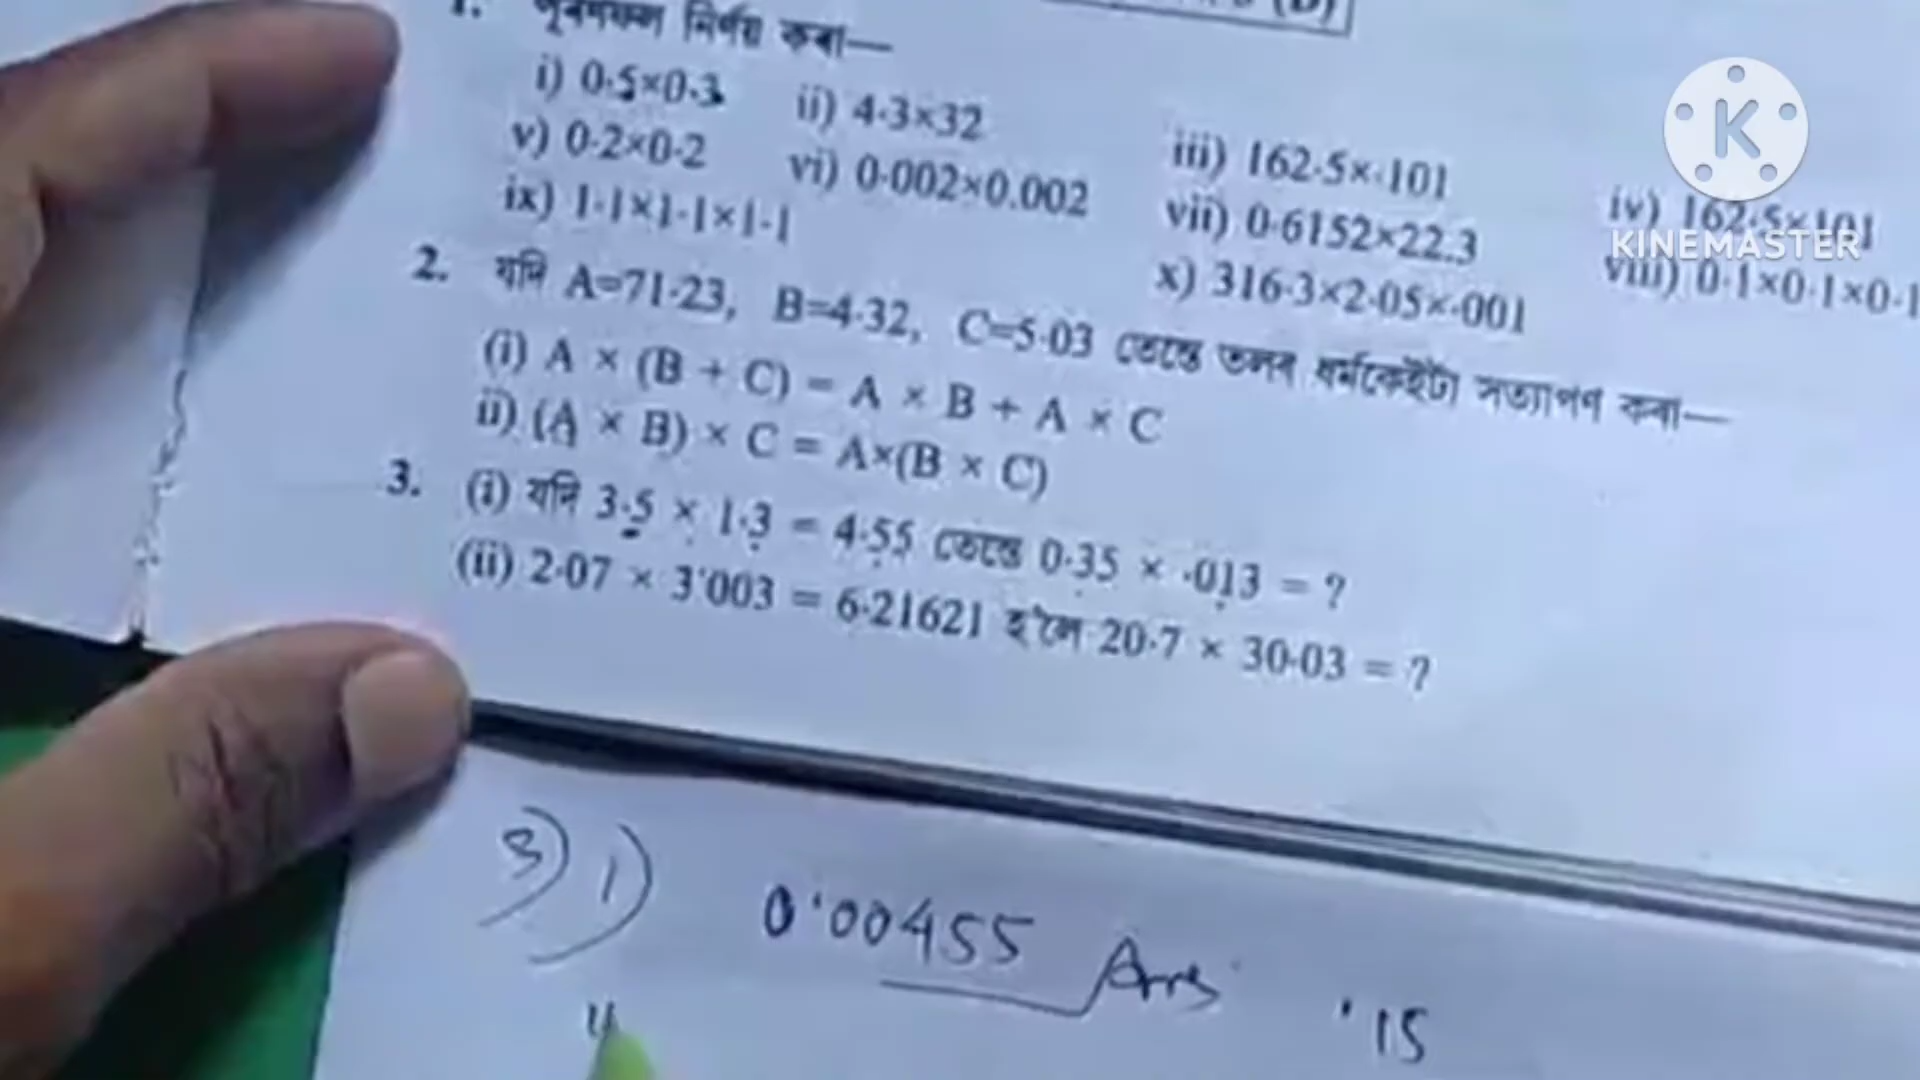 (D)
1. পূৰণফল নিৰ্ণয় কৰা—
i) 0·5×0·3 ii) 4·3×32 iii) 162·5×·101 iv) 162·5×101
v) 0·2×0·2 vi) 0·002×0.002 vii) 0·6152×22.3 viii) 0·1×0·1×0·1
ix) 1·1×1·1×1·1 x) 316·3×2·05×·001
KINEMASTER
2. যদি A=71·23, B=4·32, C=5·03 তেন্তে তলৰ ধৰ্মকেইটা সত্যাপণ কৰা—
(i) A × (B + C) = A × B + A × C
ii) (A × B) × C = A×(B × C)
3. (i) যদি 3·5 × 1·3 = 4·55 তেন্তে 0·35 × ·013 = ?
(ii) 2·07 × 3'003 = 6·21621 হ'লে 20·7 × 30·03 = ?
3) i) 0·00455 Ans
·15